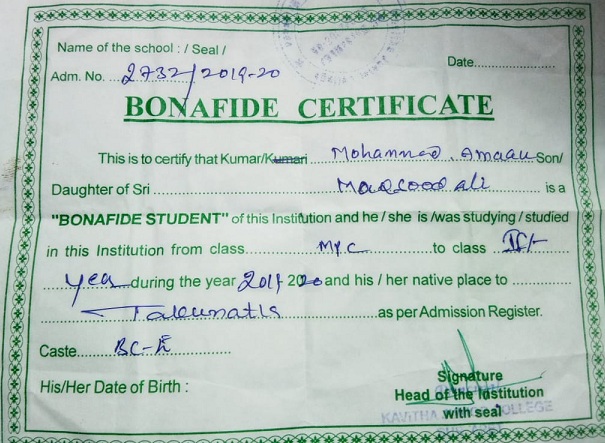 Name of the school : / Seal /
Adm. No. 2732/2019-20 Date
BONAFIDE CERTIFICATE
This is to certify that Kumar/Kumari Mohammed. Amaan Son/
Daughter of Sri Maqsood ali is a
"BONAFIDE STUDENT" of this Institution and he / she is /was studying / studied
in this Institution from class MPC to class
year during the year 2020 and his / her native place to
as per Admission Register.
Caste BC-E
His/Her Date of Birth :
Signature
Head of the Institution
with seal
KAVITHA COLLEGE